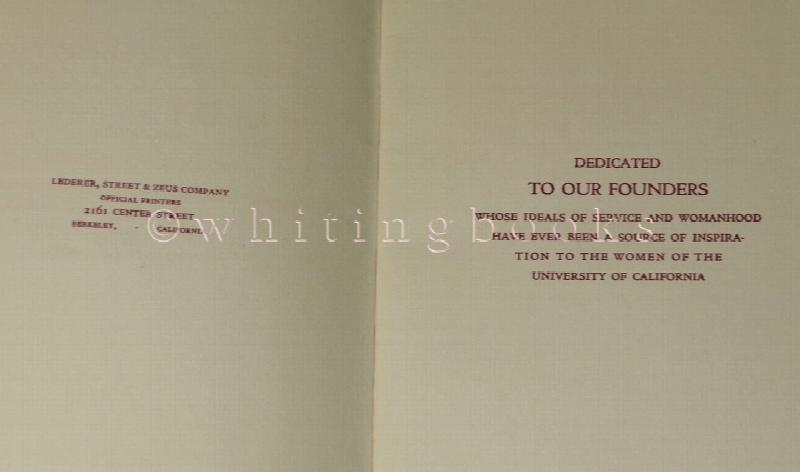 LEDERER, STREET & ZEUS COMPANY
OFFICIAL PRINTERS
2161 CENTER STREET
BERKELEY, - CALIFORNIA
DEDICATED
TO OUR FOUNDERS
WHOSE IDEALS OF SERVICE AND WOMANHOOD
HAVE EVER BEEN A SOURCE OF INSPIRA-
TION TO THE WOMEN OF THE
UNIVERSITY OF CALIFORNIA
©whitingbooks